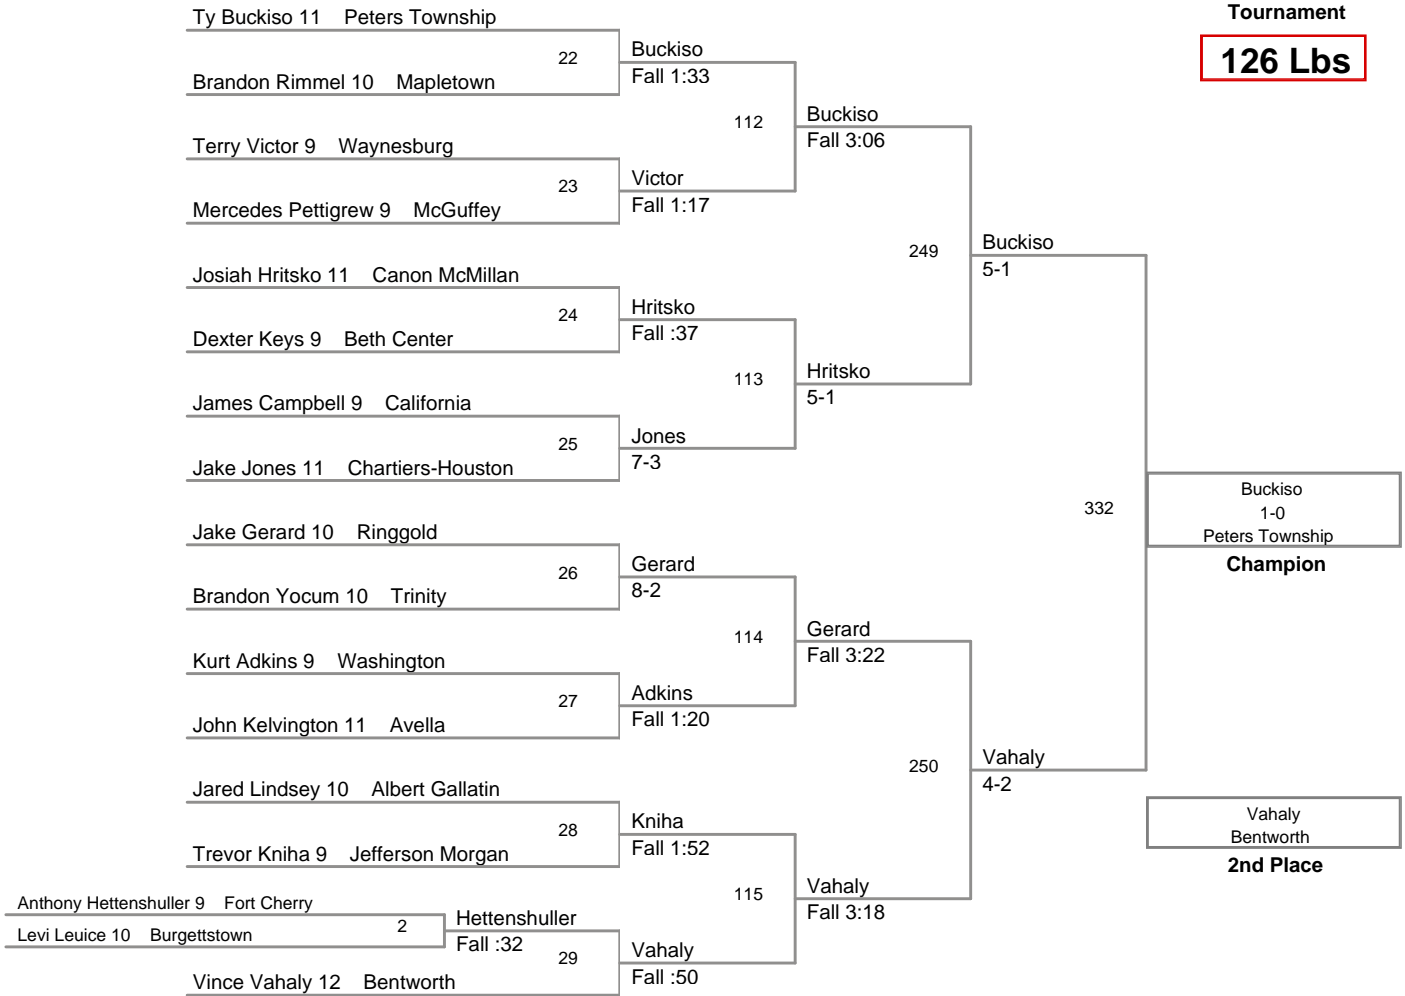 Tournament
126 Lbs
Ty Buckiso 11 Peters Township
22
Buckiso
Fall 1:33
Brandon Rimmel 10 Mapletown
112
Buckiso
Fall 3:06
Terry Victor 9 Waynesburg
23
Victor
Fall 1:17
Mercedes Pettigrew 9 McGuffey
249
Buckiso
5-1
Josiah Hritsko 11 Canon McMillan
24
Hritsko
Fall :37
Dexter Keys 9 Beth Center
113
Hritsko
5-1
James Campbell 9 California
25
Jones
7-3
Jake Jones 11 Chartiers-Houston
332
Buckiso
1-0
Peters Township
Champion
Jake Gerard 10 Ringgold
26
Gerard
8-2
Brandon Yocum 10 Trinity
114
Gerard
Fall 3:22
Kurt Adkins 9 Washington
27
Adkins
Fall 1:20
John Kelvington 11 Avella
250
Vahaly
4-2
Jared Lindsey 10 Albert Gallatin
28
Kniha
Fall 1:52
Trevor Kniha 9 Jefferson Morgan
Vahaly
Bentworth
2nd Place
115
Vahaly
Fall 3:18
Anthony Hettenshuller 9 Fort Cherry
2
Hettenshuller
Fall :32
Levi Leuice 10 Burgettstown
29
Vahaly
Fall :50
Vince Vahaly 12 Bentworth